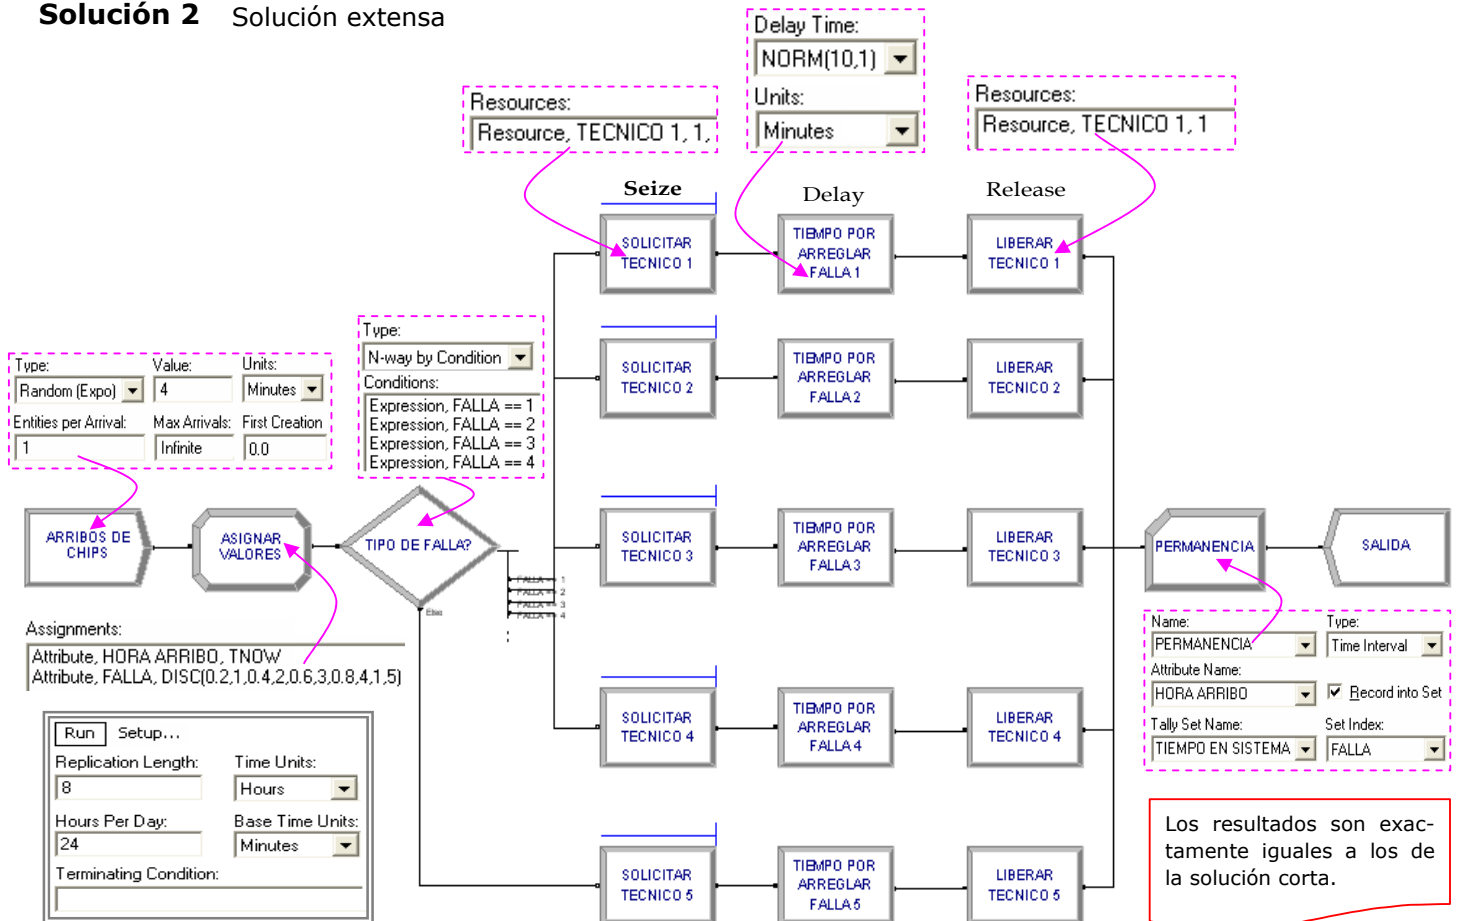 Solución 2 Solución extensa
Delay Time:
NORM(10,1)
Units:
Minutes
Resources:
Resource, TECNICO 1, 1,
Resources:
Resource, TECNICO 1, 1
Seize
Delay
Release
SOLICITAR
TECNICO 1
TIEMPO POR
ARREGLAR
FALLA 1
LIBERAR
TECNICO 1
SOLICITAR
TECNICO 2
TIEMPO POR
ARREGLAR
FALLA 2
LIBERAR
TECNICO 2
Type:
N-way by Condition
Conditions:
Expression, FALLA == 1
Expression, FALLA == 2
Expression, FALLA == 3
Expression, FALLA == 4
Type:
Value:
Units:
Random (Expo)
4
Minutes
Entities per Arrival:
Max Arrivals:
First Creation
1
Infinite
0.0
ARRIBOS DE
CHIPS
ASIGNAR
VALORES
TIPO DE FALLA?
FALLA == 1
FALLA == 2
FALLA == 3
FALLA == 4
Else
SOLICITAR
TECNICO 3
TIEMPO POR
ARREGLAR
FALLA 3
LIBERAR
TECNICO 3
PERMANENCIA
SALIDA
Assignments:
Attribute, HORA ARRIBO, TNOW
Attribute, FALLA, DISC(0.2,1,0.4,2,0.6,3,0.8,4,1,5)
Name:
Type:
PERMANENCIA
Time Interval
Attribute Name:
HORA ARRIBO
Record into Set
Tally Set Name:
Set Index:
TIEMPO EN SISTEMA
FALLA
SOLICITAR
TECNICO 4
TIEMPO POR
ARREGLAR
FALLA 4
LIBERAR
TECNICO 4
Run Setup...
Replication Length:
Time Units:
8
Hours
Hours Per Day:
Base Time Units:
24
Minutes
Terminating Condition:
SOLICITAR
TECNICO 5
TIEMPO POR
ARREGLAR
FALLA 5
LIBERAR
TECNICO 5
Los resultados son exac-
tamente iguales a los de
la solución corta.